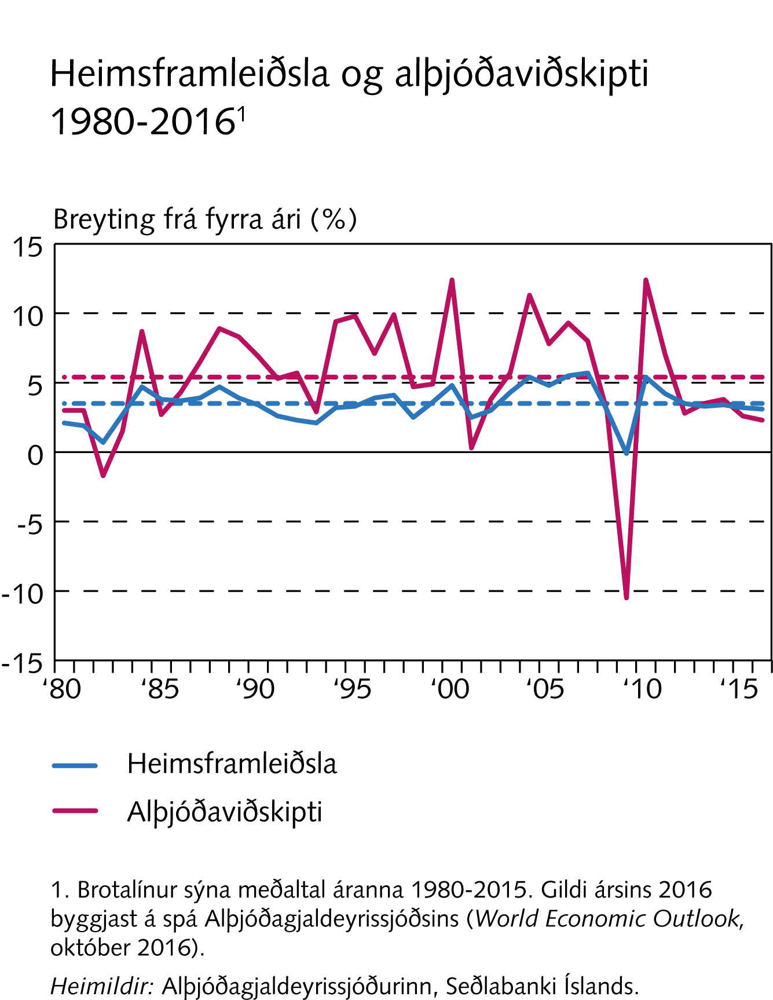 Heimsframleiðsla og alþjóðaviðskipti
1980-2016¹
Breyting frá fyrra ári (%)
15
10
5
0
-5
-10
-15
‘80 ‘85 ‘90 ‘95 ‘00 ‘05 ‘10 ‘15
Heimsframleiðsla
Alþjóðaviðskipti
1. Brotalínur sýna meðaltal áranna 1980-2015. Gildi ársins 2016
byggjast á spá Alþjóðagjaldeyrissjóðsins (World Economic Outlook,
október 2016).
Heimildir: Alþjóðagjaldeyrissjóðurinn, Seðlabanki Íslands.